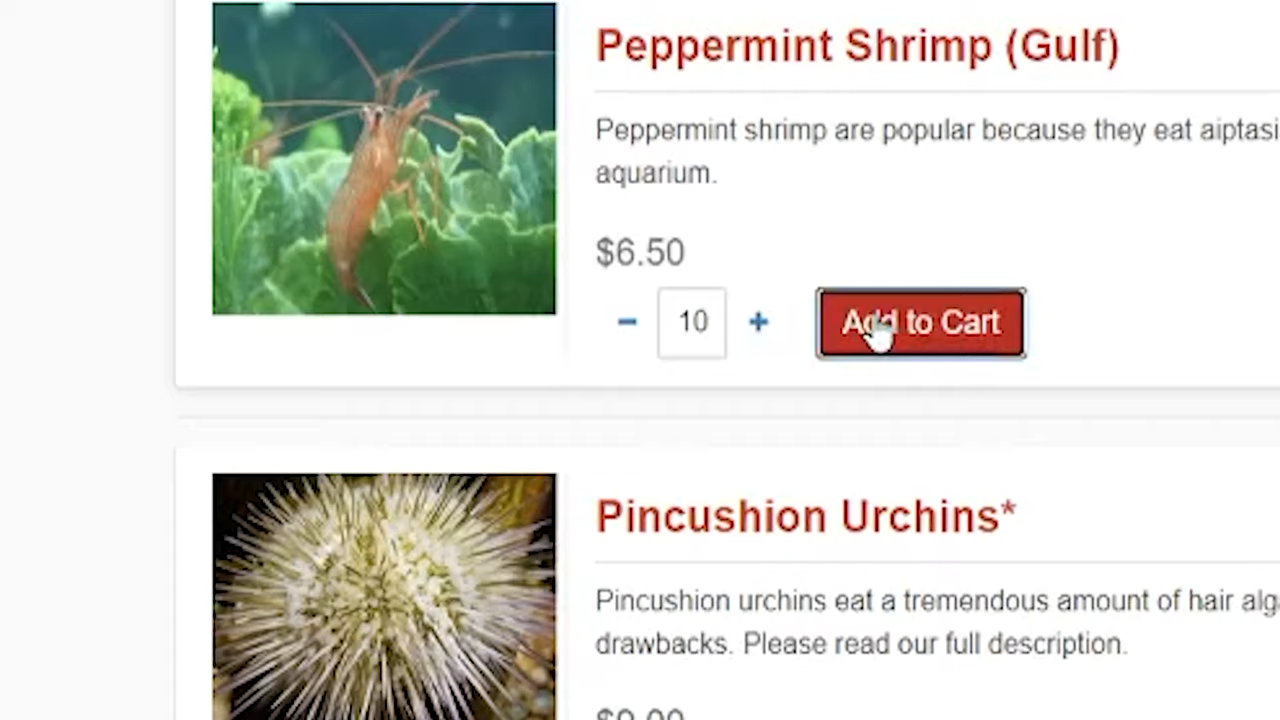 Peppermint Shrimp (Gulf)
Peppermint shrimp are popular because they eat aiptasi
aquarium.
$6.50
− 10 +
Add to Cart
Pincushion Urchins*
Pincushion urchins eat a tremendous amount of hair alg
drawbacks. Please read our full description.